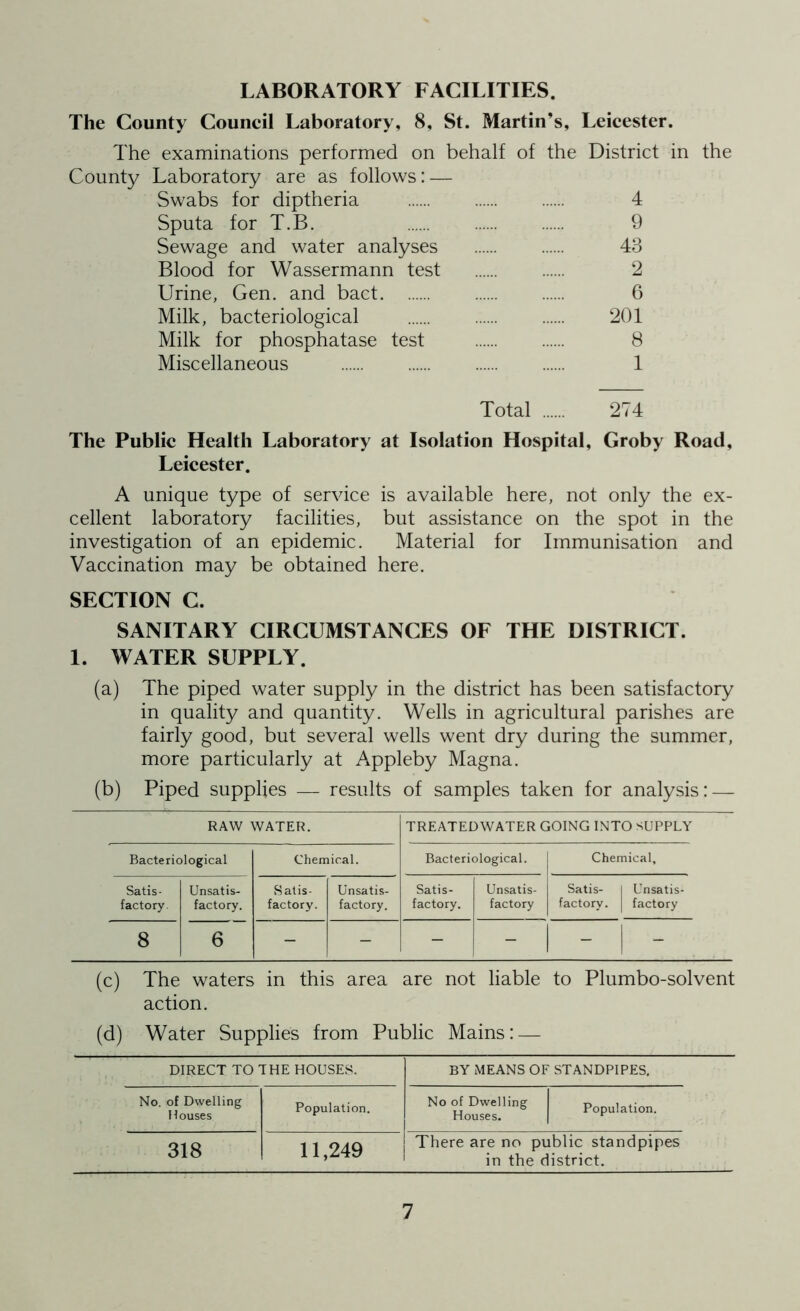 LABORATORY FACILITIES.
The County Council Laboratory, 8, St. Martin's, Leicester.
The examinations performed on behalf of the District in the
County Laboratory are as follows: —
Swabs for diptheria ...... ...... ...... 4
Sputa for T.B. ...... ...... ...... 9
Sewage and water analyses ...... ...... 43
Blood for Wassermann test ...... ...... 2
Urine, Gen. and bact. ...... ...... ...... 6
Milk, bacteriological ...... ...... ...... 201
Milk for phosphatase test ...... ...... 8
Miscellaneous ...... ...... ...... ...... 1
Total ...... 274
The Public Health Laboratory at Isolation Hospital, Groby Road,
Leicester.
A unique type of service is available here, not only the ex-
cellent laboratory facilities, but assistance on the spot in the
investigation of an epidemic. Material for Immunisation and
Vaccination may be obtained here.
SECTION C.
SANITARY CIRCUMSTANCES OF THE DISTRICT.
1. WATER SUPPLY.
(a) The piped water supply in the district has been satisfactory
in quality and quantity. Wells in agricultural parishes are
fairly good, but several wells went dry during the summer,
more particularly at Appleby Magna.
(b) Piped supplies — results of samples taken for analysis: —
RAW WATER. TREATED WATER GOING INTO SUPPLY
Bacteriological Chemical. Bacteriological. Chemical,
Satis- Unsatis- Satis- Unsatis- Satis- Unsatis- Satis- Unsatis-
factory. factory. factory. factory. factory. factory factory. factory
8 6 – – – – – –
(c) The waters in this area are not liable to Plumbo-solvent
action.
(d) Water Supplies from Public Mains: —
DIRECT TO THE HOUSES. BY MEANS OF STANDPIPES.
No. of Dwelling Population. No of Dwelling Population.
Houses Houses.
318 11,249 There are no public standpipes
in the district.
7